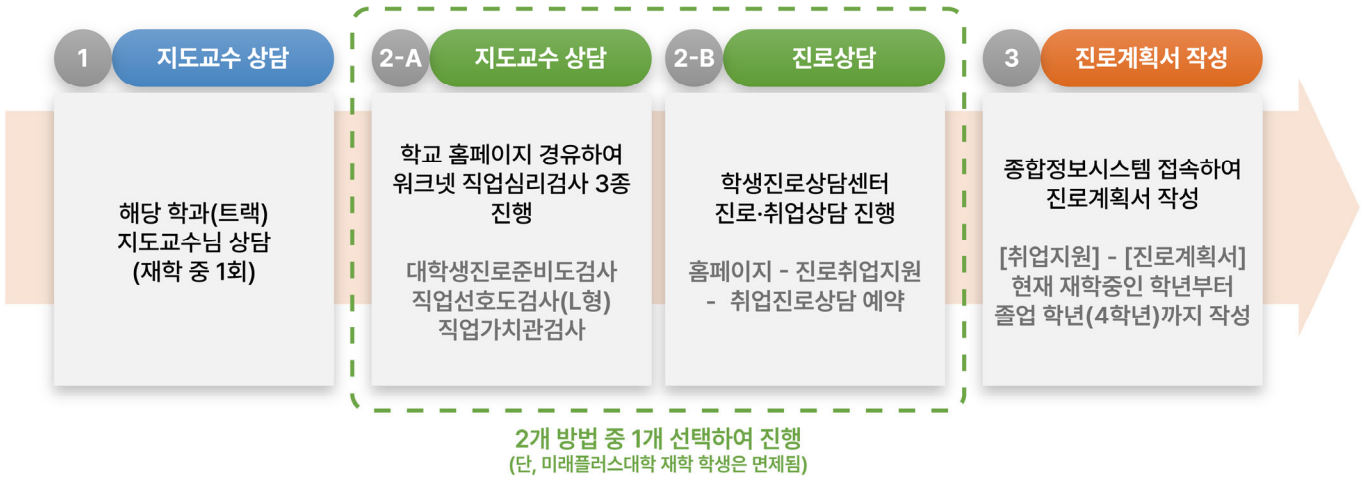 1
지도교수 상담
해당 학과(트랙)
지도교수님 상담
(재학 중 1회)
2-A
지도교수 상담
학교 홈페이지 경유하여
워크넷 직업심리검사 3종
진행
대학생진로준비도검사
직업선호도검사(L형)
직업가치관검사
2-B
진로상담
학생진로상담센터
진로·취업상담 진행
홈페이지 - 진로취업지원
- 취업진로상담 예약
3
진로계획서 작성
종합정보시스템 접속하여
진로계획서 작성
[취업지원] - [진로계획서]
현재 재학중인 학년부터
졸업 학년(4학년)까지 작성
2개 방법 중 1개 선택하여 진행
(단, 미래플러스대학 재학 학생은 면제됨)